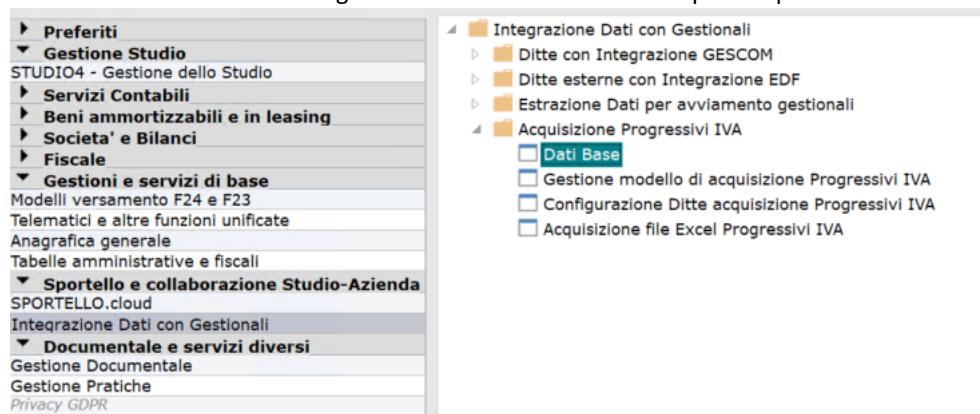 Preferiti
Gestione Studio
STUDIO4 - Gestione dello Studio
Servizi Contabili
Beni ammortizzabili e in leasing
Societa' e Bilanci
Fiscale
Gestioni e servizi di base
Modelli versamento F24 e F23
Telematici e altre funzioni unificate
Anagrafica generale
Tabelle amministrative e fiscali
Sportello e collaborazione Studio-Azienda
SPORTELLO.cloud
Integrazione Dati con Gestionali
Documentale e servizi diversi
Gestione Documentale
Gestione Pratiche
Privacy GDPR
Integrazione Dati con Gestionali
Ditte con Integrazione GESCOM
Ditte esterne con Integrazione EDF
Estrazione Dati per avviamento gestionali
Acquisizione Progressivi IVA
Dati Base
Gestione modello di acquisizione Progressivi IVA
Configurazione Ditte acquisizione Progressivi IVA
Acquisizione file Excel Progressivi IVA